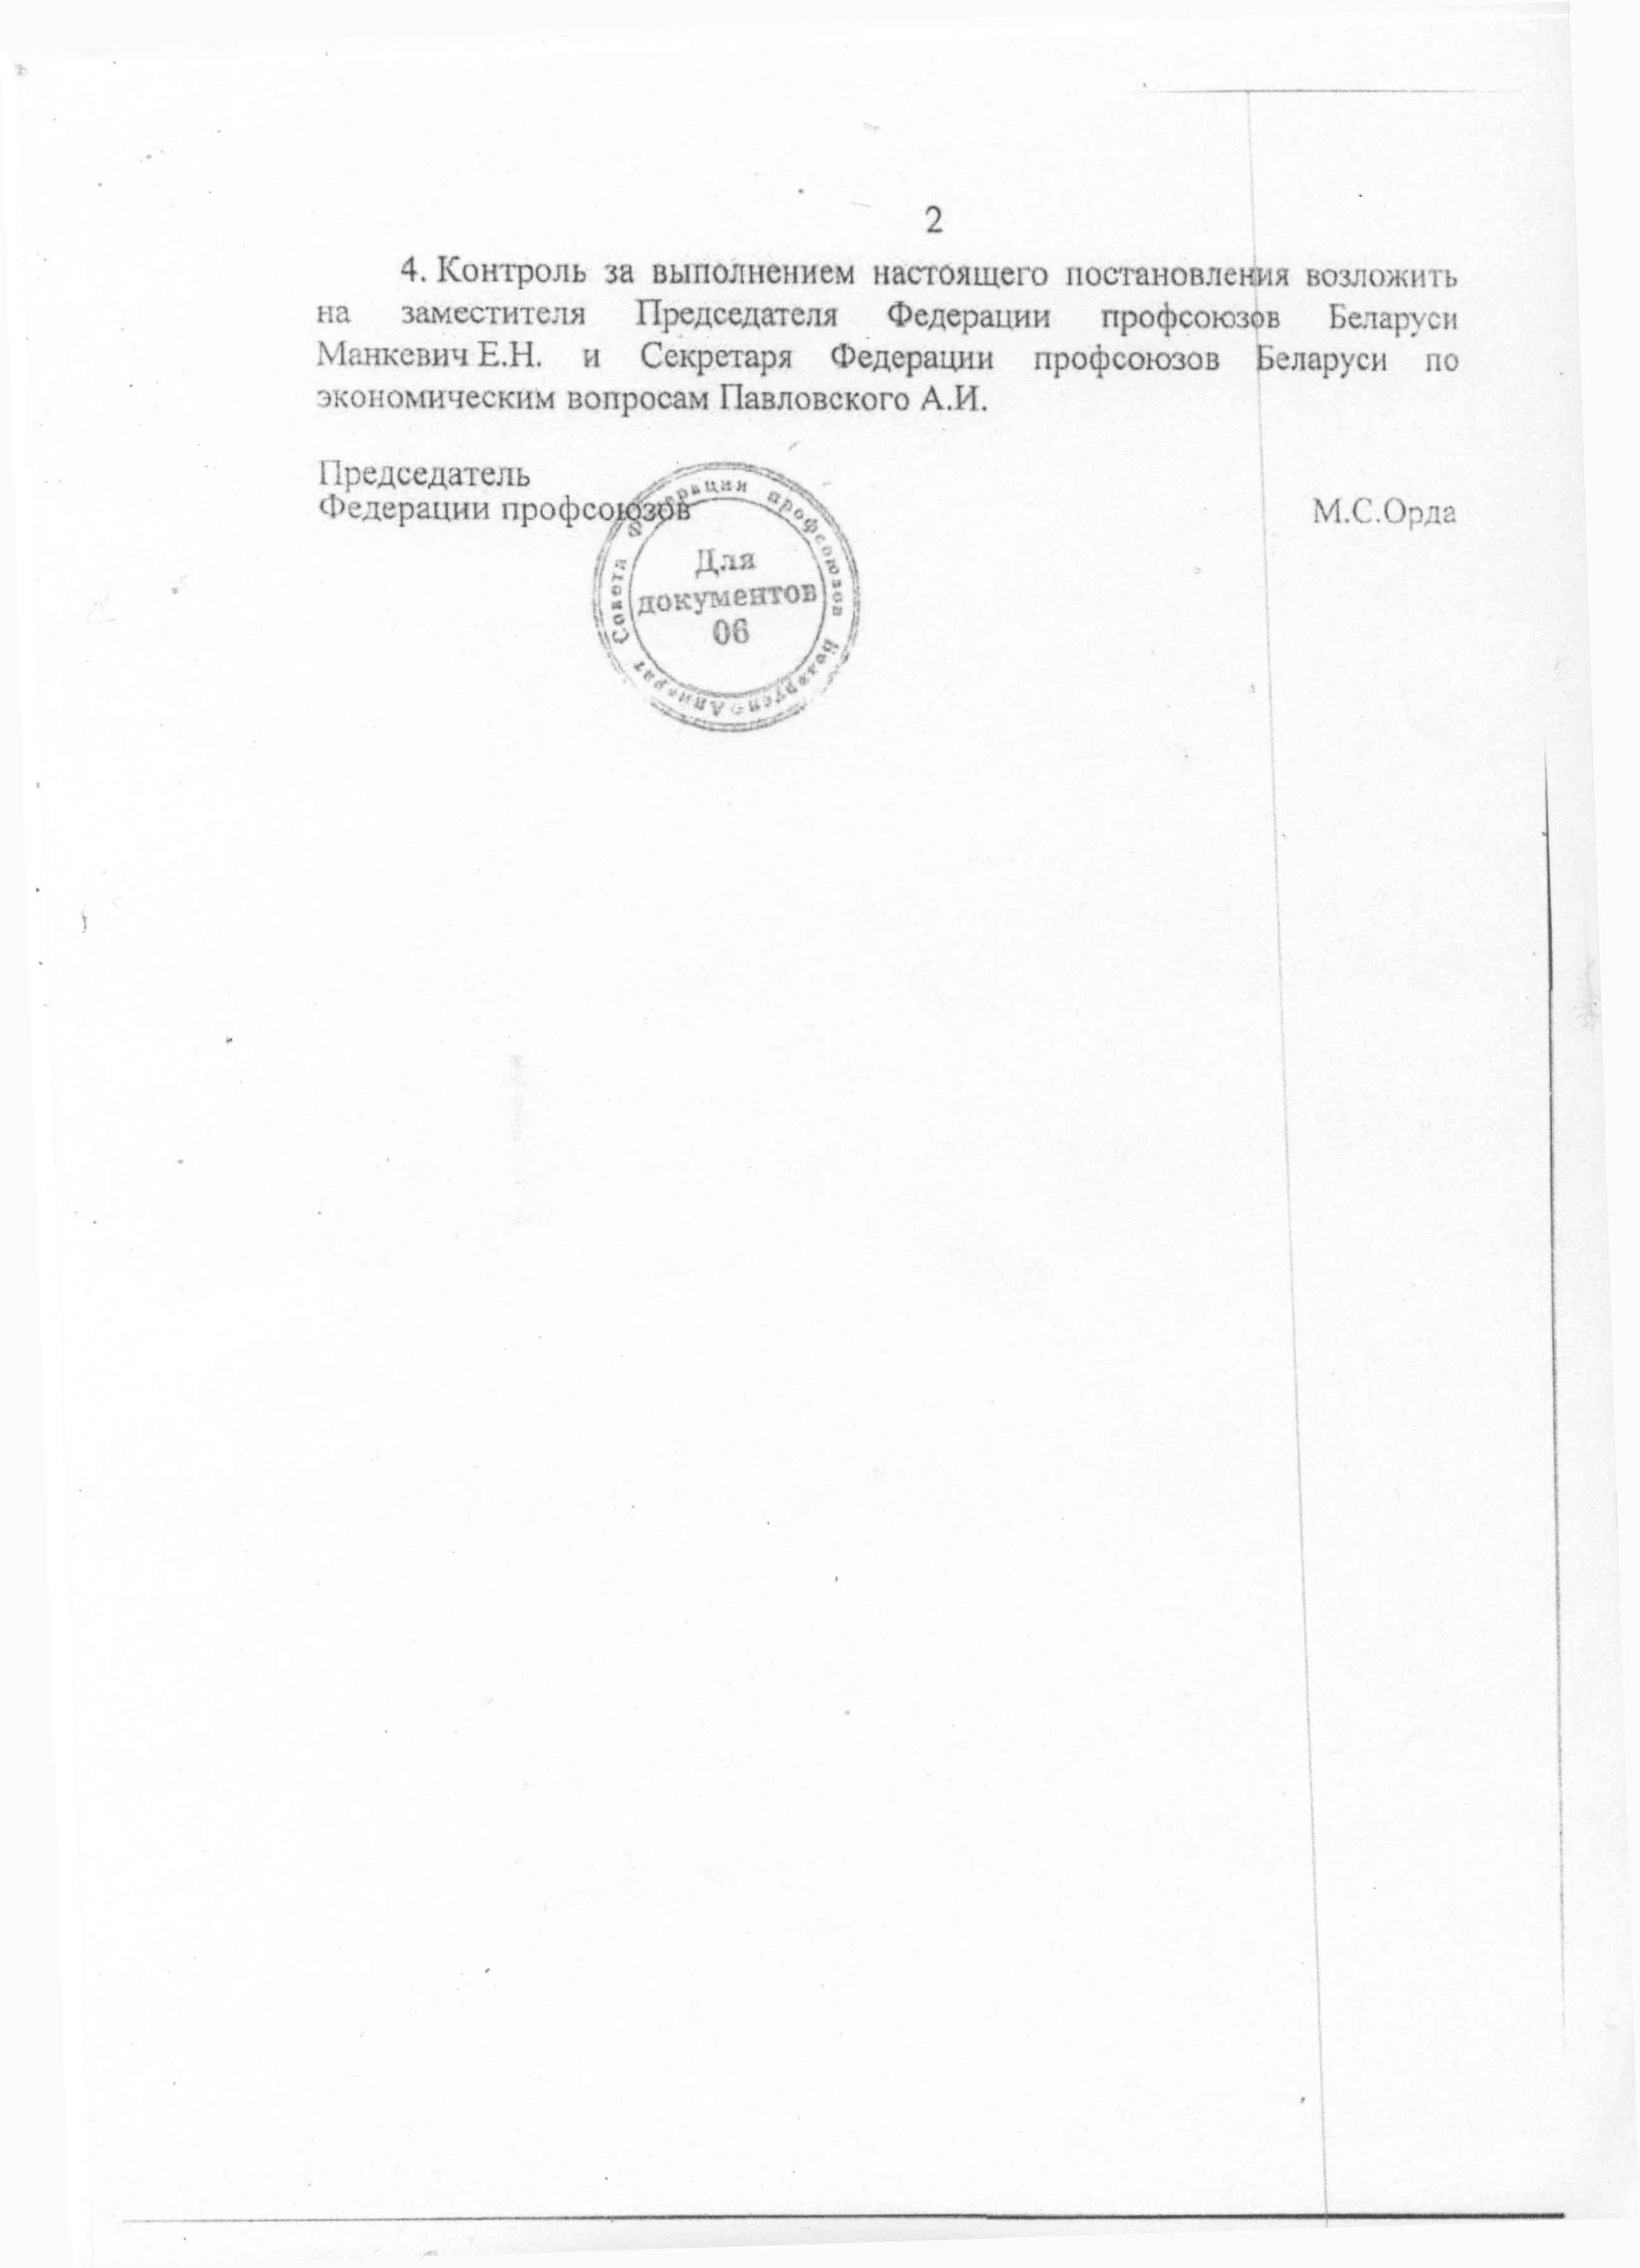 2
4. Контроль за выполнением настоящего постановления возложить
на заместителя Председателя Федерации профсоюзов Беларуси
Манкевич Е.Н. и Секретаря Федерации профсоюзов Беларуси по
экономическим вопросам Павловского А.И.
Председатель
Федерации профсоюзов
М.С.Орда
Аппарат Совета Федерации профсоюзов Беларуси
Для
документов
06